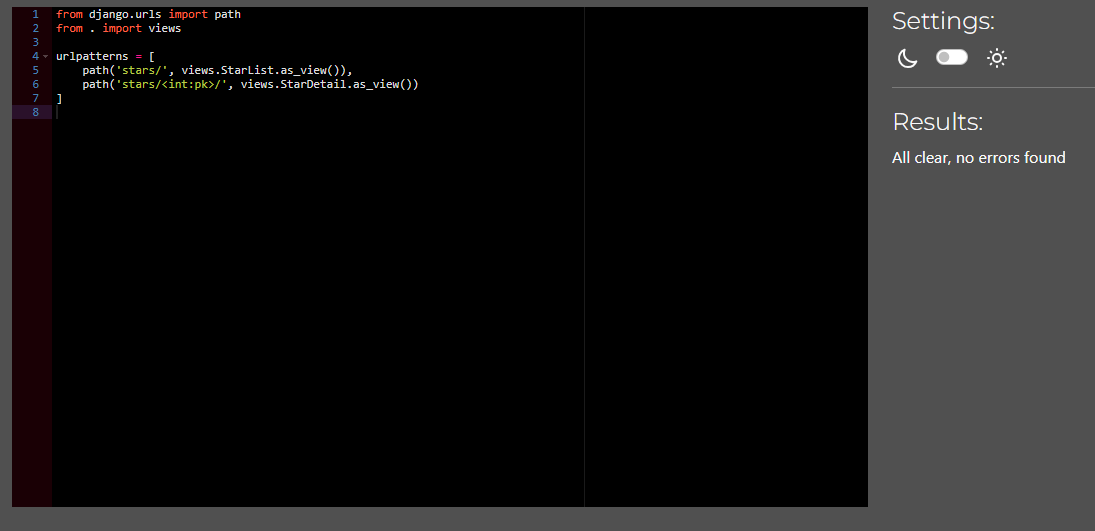 1 from django.urls import path
2 from . import views
3
4 urlpatterns = [
5     path('stars/', views.StarList.as_view()),
6     path('stars/<int:pk>/', views.StarDetail.as_view())
7 ]
8
Settings:
Results:
All clear, no errors found